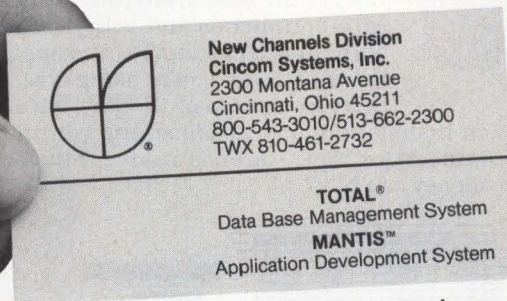 New Channels Division
Cincom Systems, Inc.
2300 Montana Avenue
Cincinnati, Ohio 45211
800-543-3010/513-662-2300
TWX 810-461-2732
®
TOTAL®
Data Base Management System
MANTIS™
Application Development System